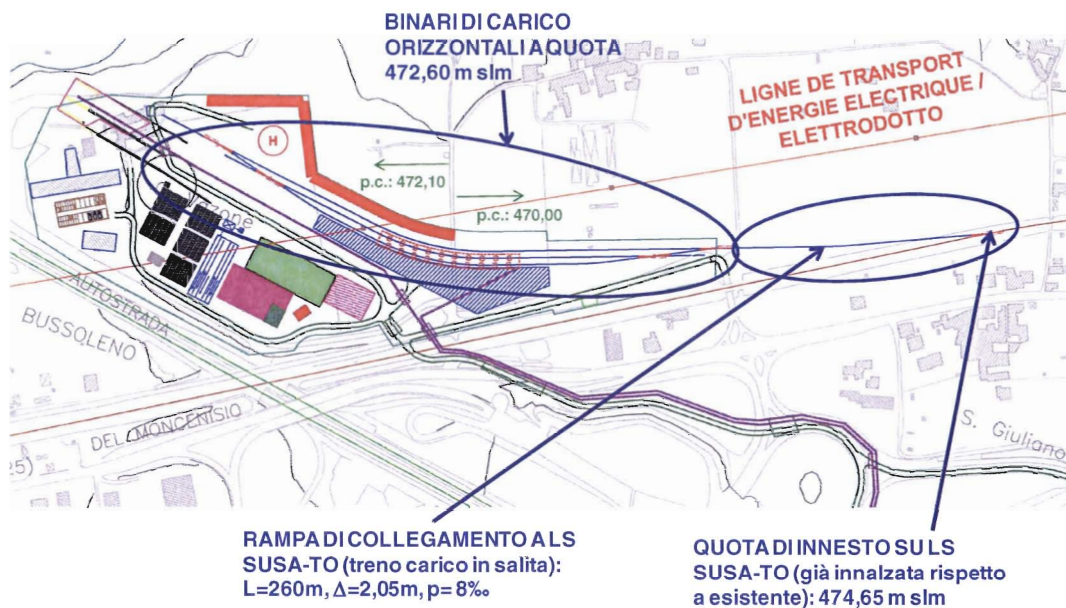 BINARI DI CARICO
ORIZZONTALI A QUOTA
472,60 m slm
LIGNE DE TRANSPORT
D'ENERGIE ELECTRIQUE /
ELETTRODOTTO
H
p.c.: 472,10
p.c.: 470,00
AUTOSTRADA
BUSSOLENO
DEL MONCENISIO
25)
S. Giuliano
RAMPA DI COLLEGAMENTO A LS
SUSA-TO (treno carico in salita):
L=260m, Δ=2,05m, p= 8‰
QUOTA DI INNESTO SU LS
SUSA-TO (già innalzata rispetto
a esistente): 474,65 m slm